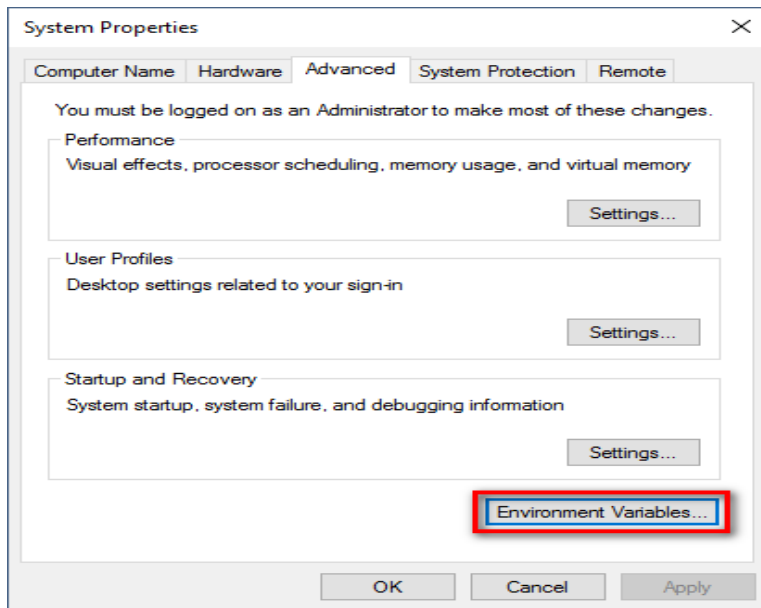 System Properties
Computer Name Hardware Advanced System Protection Remote
You must be logged on as an Administrator to make most of these changes.
Performance
Visual effects, processor scheduling, memory usage, and virtual memory
Settings...
User Profiles
Desktop settings related to your sign-in
Settings...
Startup and Recovery
System startup, system failure, and debugging information
Settings...
Environment Variables...
OK Cancel Apply